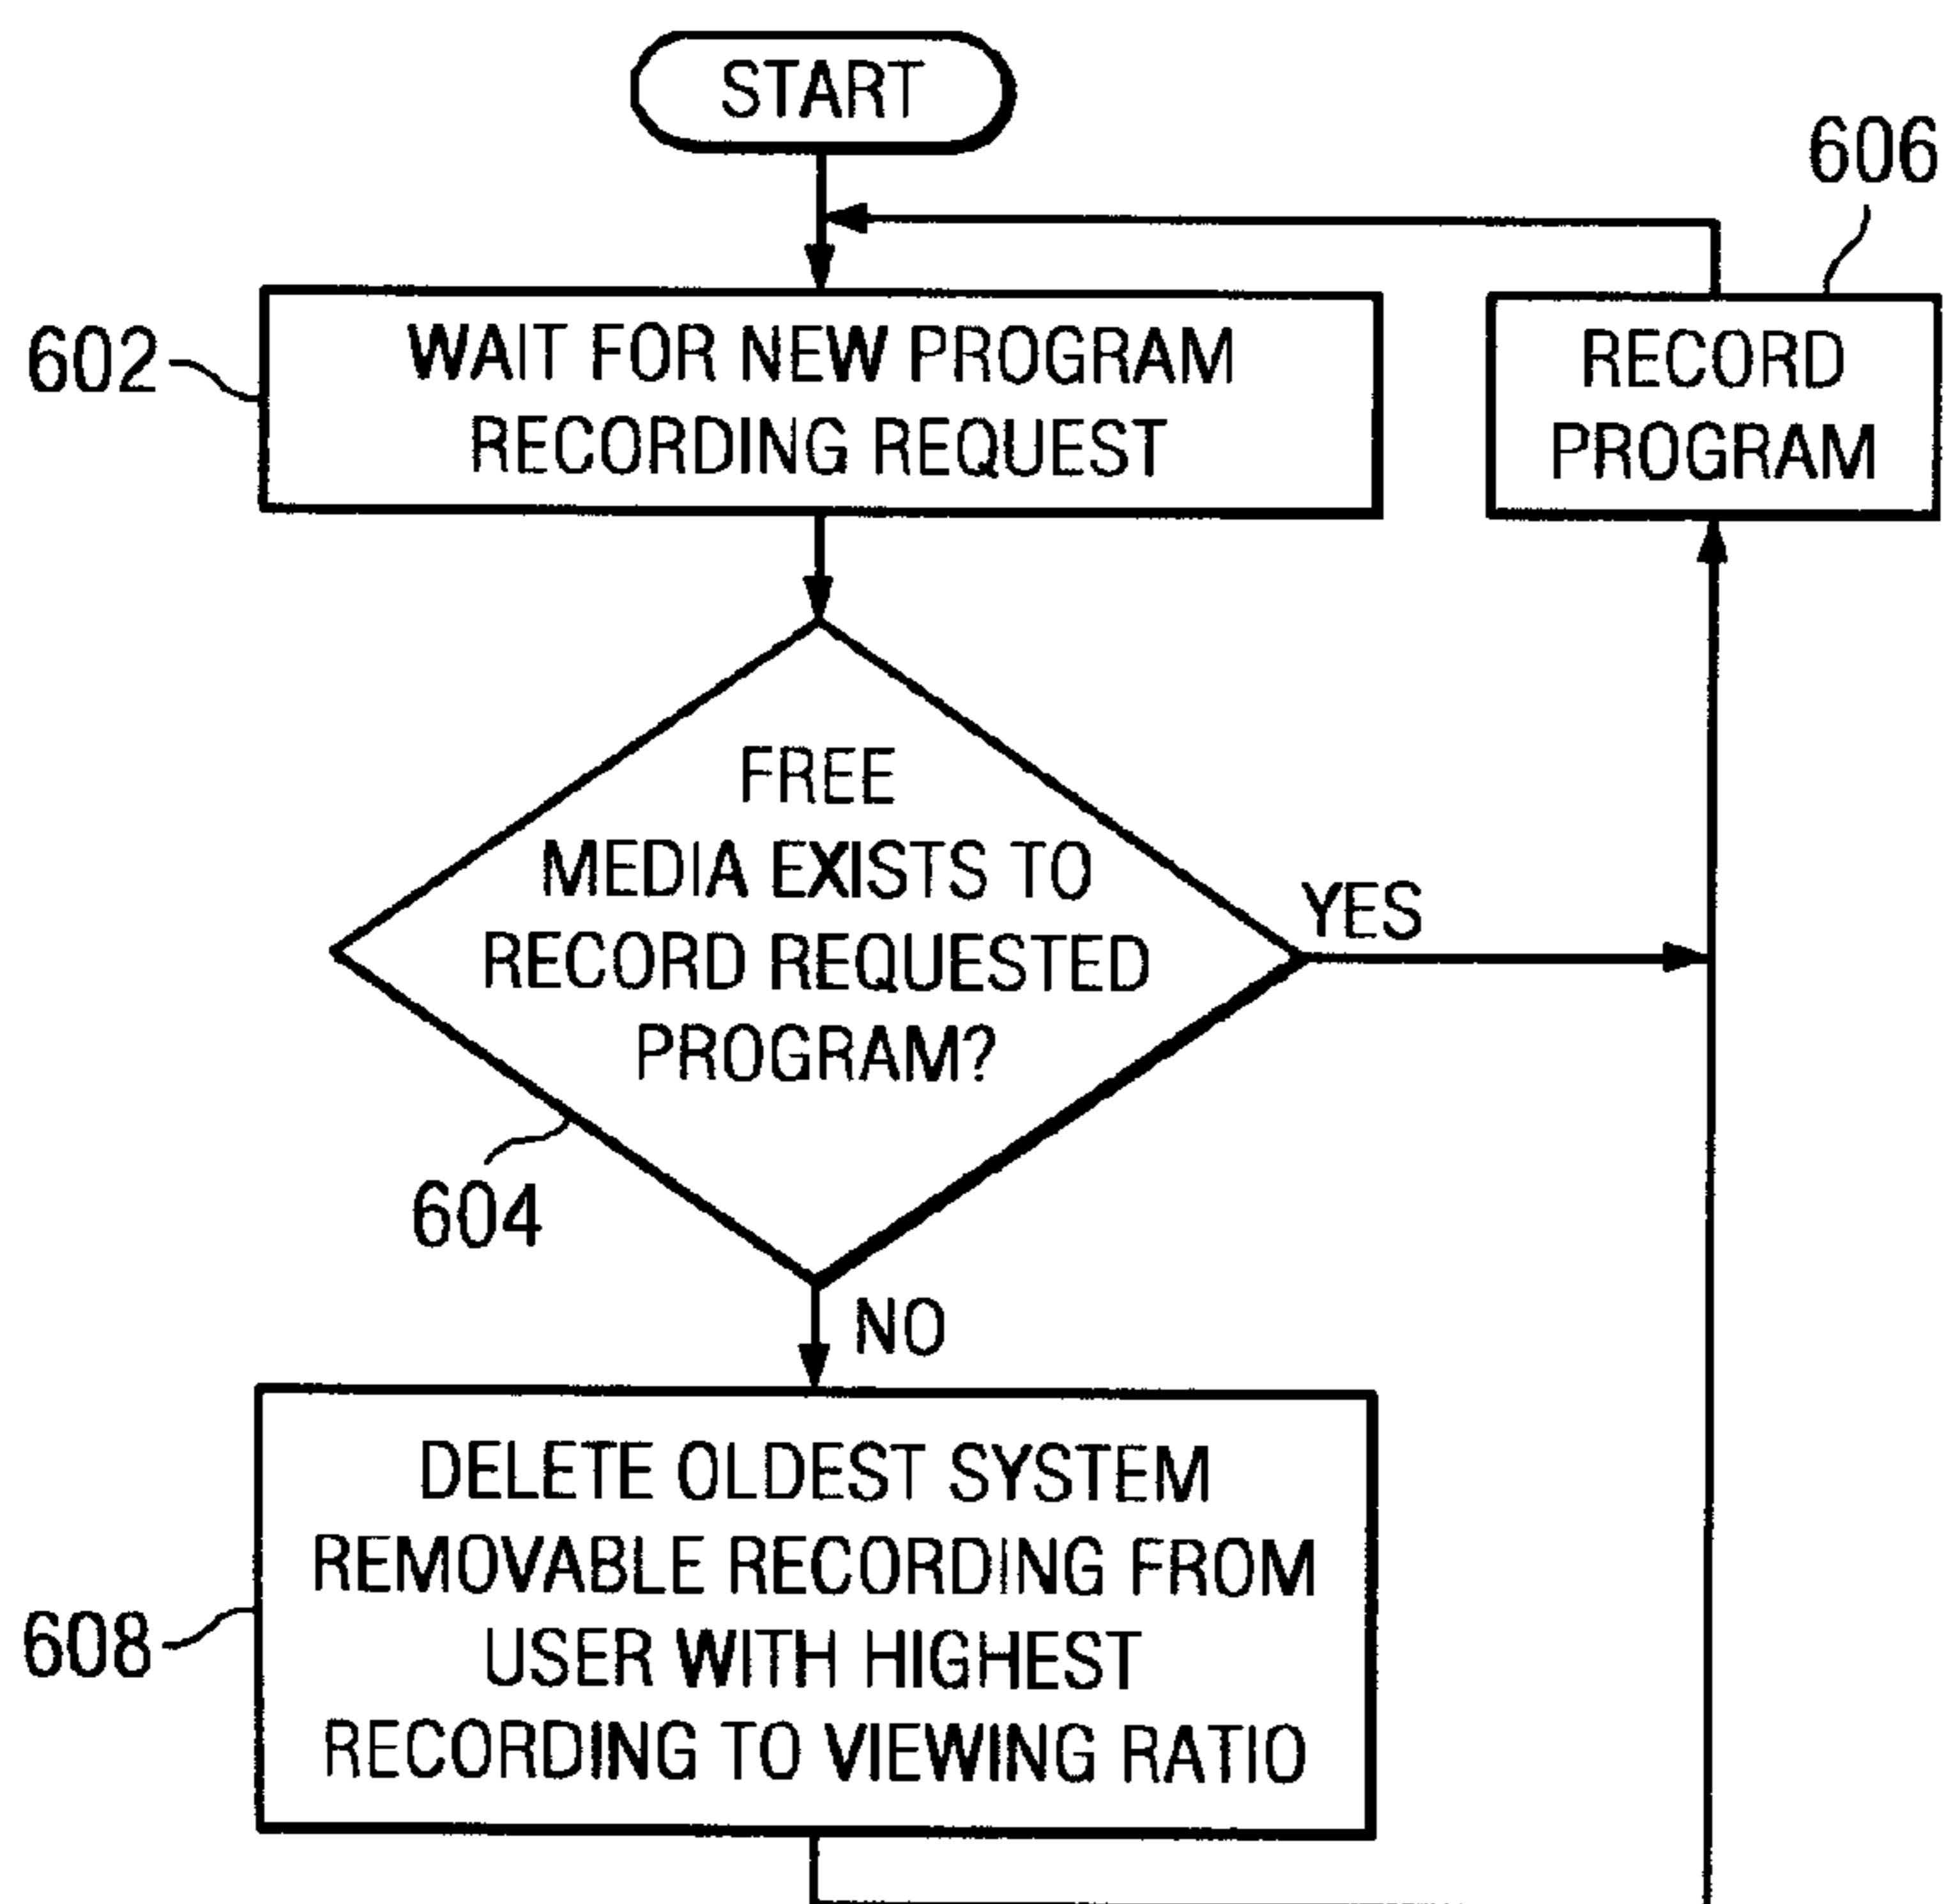 START
606
602
WAIT FOR NEW PROGRAM
RECORDING REQUEST
RECORD
PROGRAM
FREE
MEDIA EXISTS TO
RECORD REQUESTED
PROGRAM?
YES
604
NO
608
DELETE OLDEST SYSTEM
REMOVABLE RECORDING FROM
USER WITH HIGHEST
RECORDING TO VIEWING RATIO